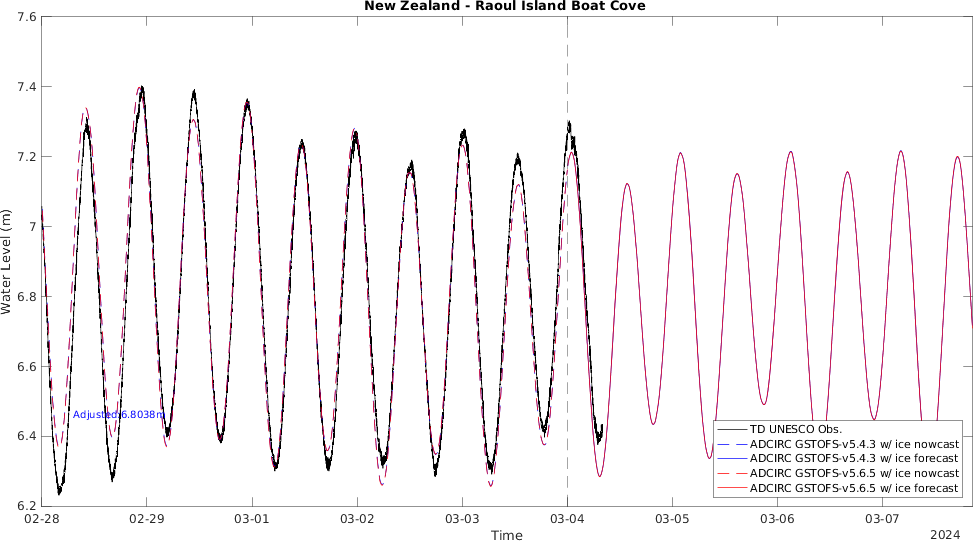 New Zealand - Raoul Island Boat Cove
Water Level (m)
7.6
7.4
7.2
7
6.8
6.6
6.4
6.2
Adjusted:6.8038m
TD UNESCO Obs.
ADCIRC GSTOFS-v5.4.3 w/ ice nowcast
ADCIRC GSTOFS-v5.4.3 w/ ice forecast
ADCIRC GSTOFS-v5.6.5 w/ ice nowcast
ADCIRC GSTOFS-v5.6.5 w/ ice forecast
02-28 02-29 03-01 03-02 03-03 03-04 03-05 03-06 03-07
Time
2024